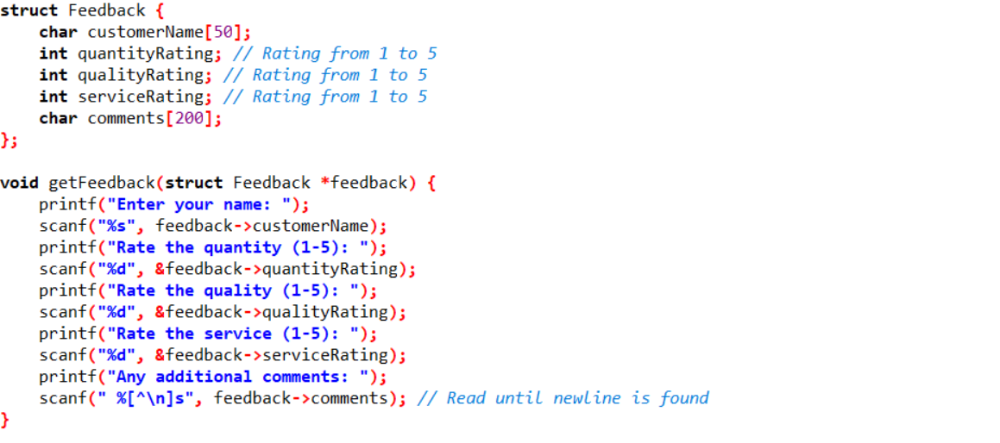 struct Feedback {
    char customerName[50];
    int quantityRating; // Rating from 1 to 5
    int qualityRating; // Rating from 1 to 5
    int serviceRating; // Rating from 1 to 5
    char comments[200];
};

void getFeedback(struct Feedback *feedback) {
    printf("Enter your name: ");
    scanf("%s", feedback->customerName);
    printf("Rate the quantity (1-5): ");
    scanf("%d", &feedback->quantityRating);
    printf("Rate the quality (1-5): ");
    scanf("%d", &feedback->qualityRating);
    printf("Rate the service (1-5): ");
    scanf("%d", &feedback->serviceRating);
    printf("Any additional comments: ");
    scanf(" %[^\n]s", feedback->comments); // Read until newline is found
}